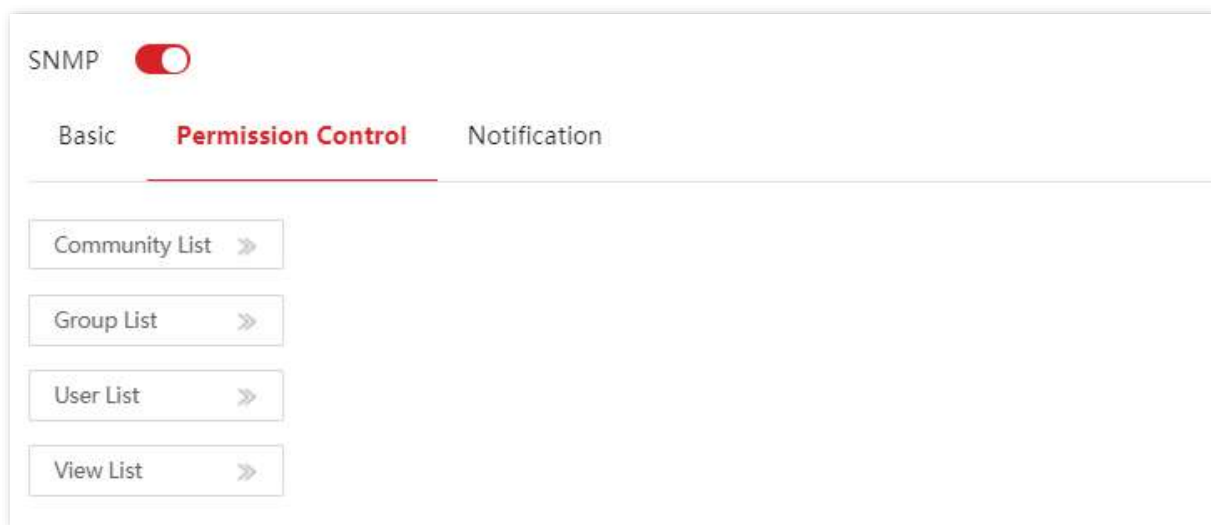 SNMP
Basic Permission Control Notification
Community List
Group List
User List
View List